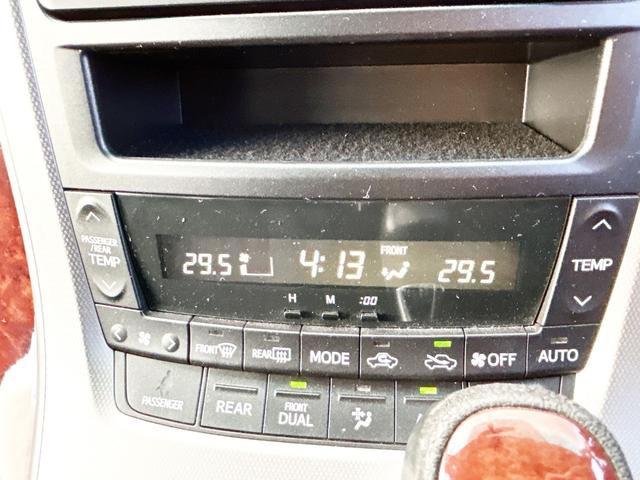 PASSENGER
/REAR
TEMP
29.5
4:13
FRONT
29.5
TEMP
H M :00
FRONT
REAR
MODE
OFF
AUTO
PASSENGER
REAR
FRONT
DUAL